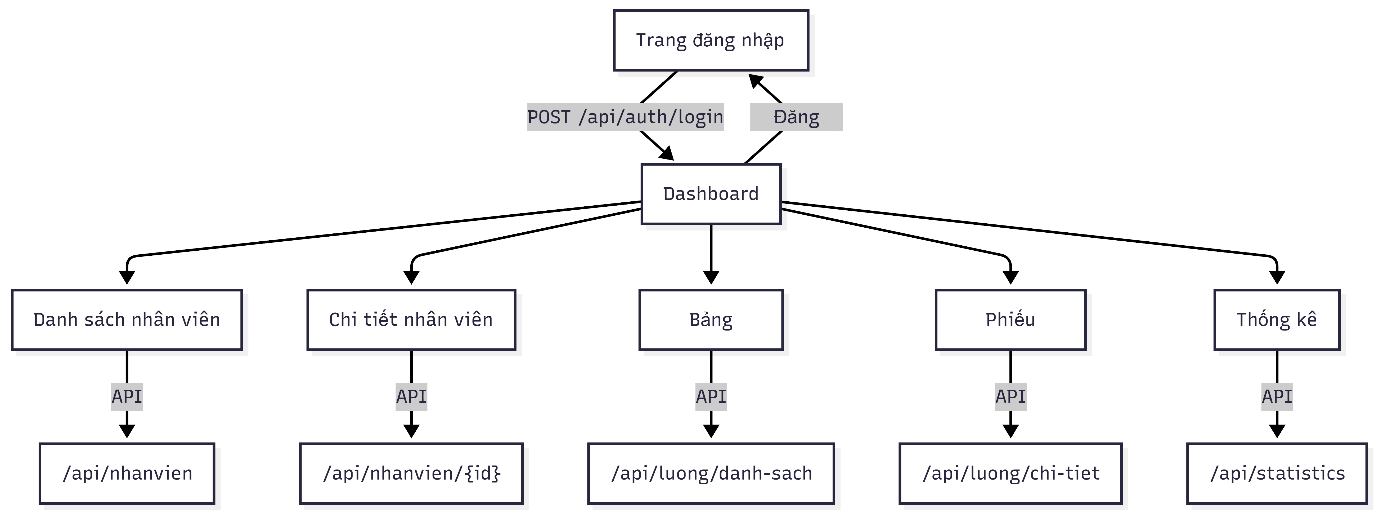 Trang đăng nhập
POST /api/auth/login
Đăng
Dashboard
Danh sách nhân viên
Chi tiết nhân viên
Bảng
Phiếu
Thống kê
API
API
API
API
API
/api/nhanvien
/api/nhanvien/{id}
/api/luong/danh-sach
/api/luong/chi-tiet
/api/statistics